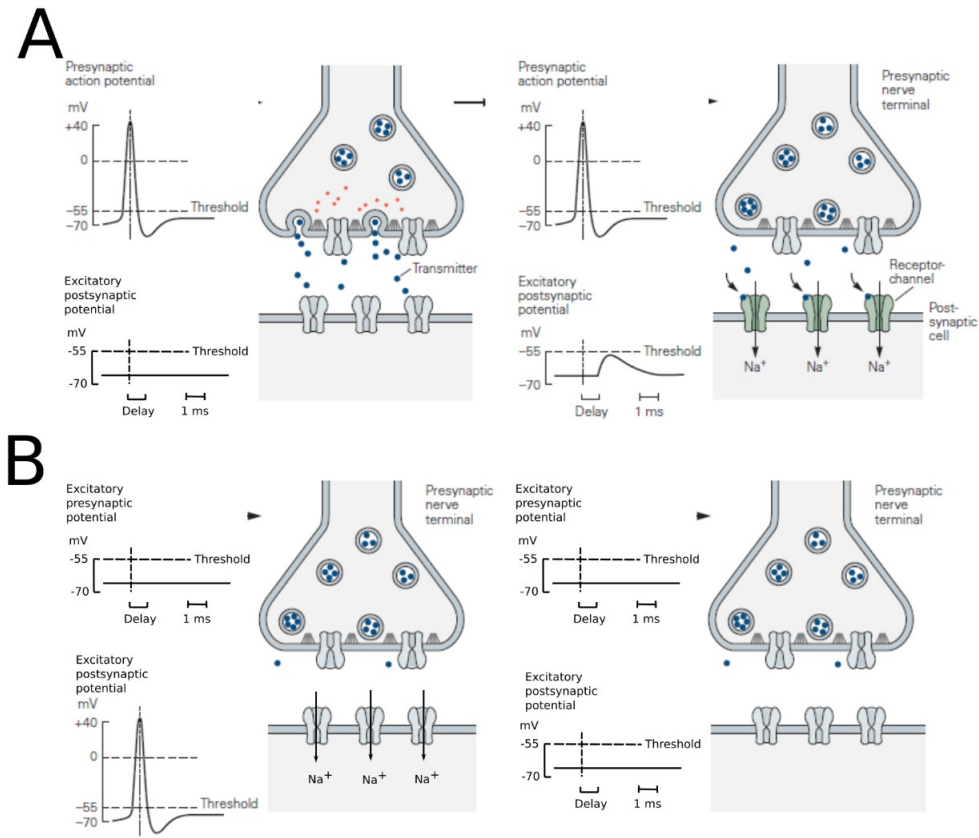 A
Presynaptic
action potential
mV
+40
0
−55
−70
Threshold
Transmitter
Excitatory
postsynaptic
potential
mV
-55
-70
Threshold
Delay
1 ms
Presynaptic
action potential
mV
+40
0
−55
−70
Threshold
Presynaptic
nerve
terminal
Receptor-
channel
Post-
synaptic
cell
Na+
Na+
Na+
Excitatory
postsynaptic
potential
mV
−55
−70
Threshold
Delay
1 ms
B
Excitatory
presynaptic
potential
mV
-55
-70
Threshold
Delay
1 ms
Presynaptic
nerve
terminal
Excitatory
postsynaptic
potential
mV
+40
0
−55
−70
Threshold
Na+
Na+
Na+
Excitatory
presynaptic
potential
mV
-55
-70
Threshold
Delay
1 ms
Presynaptic
nerve
terminal
Excitatory
postsynaptic
potential
mV
-55
-70
Threshold
Delay
1 ms